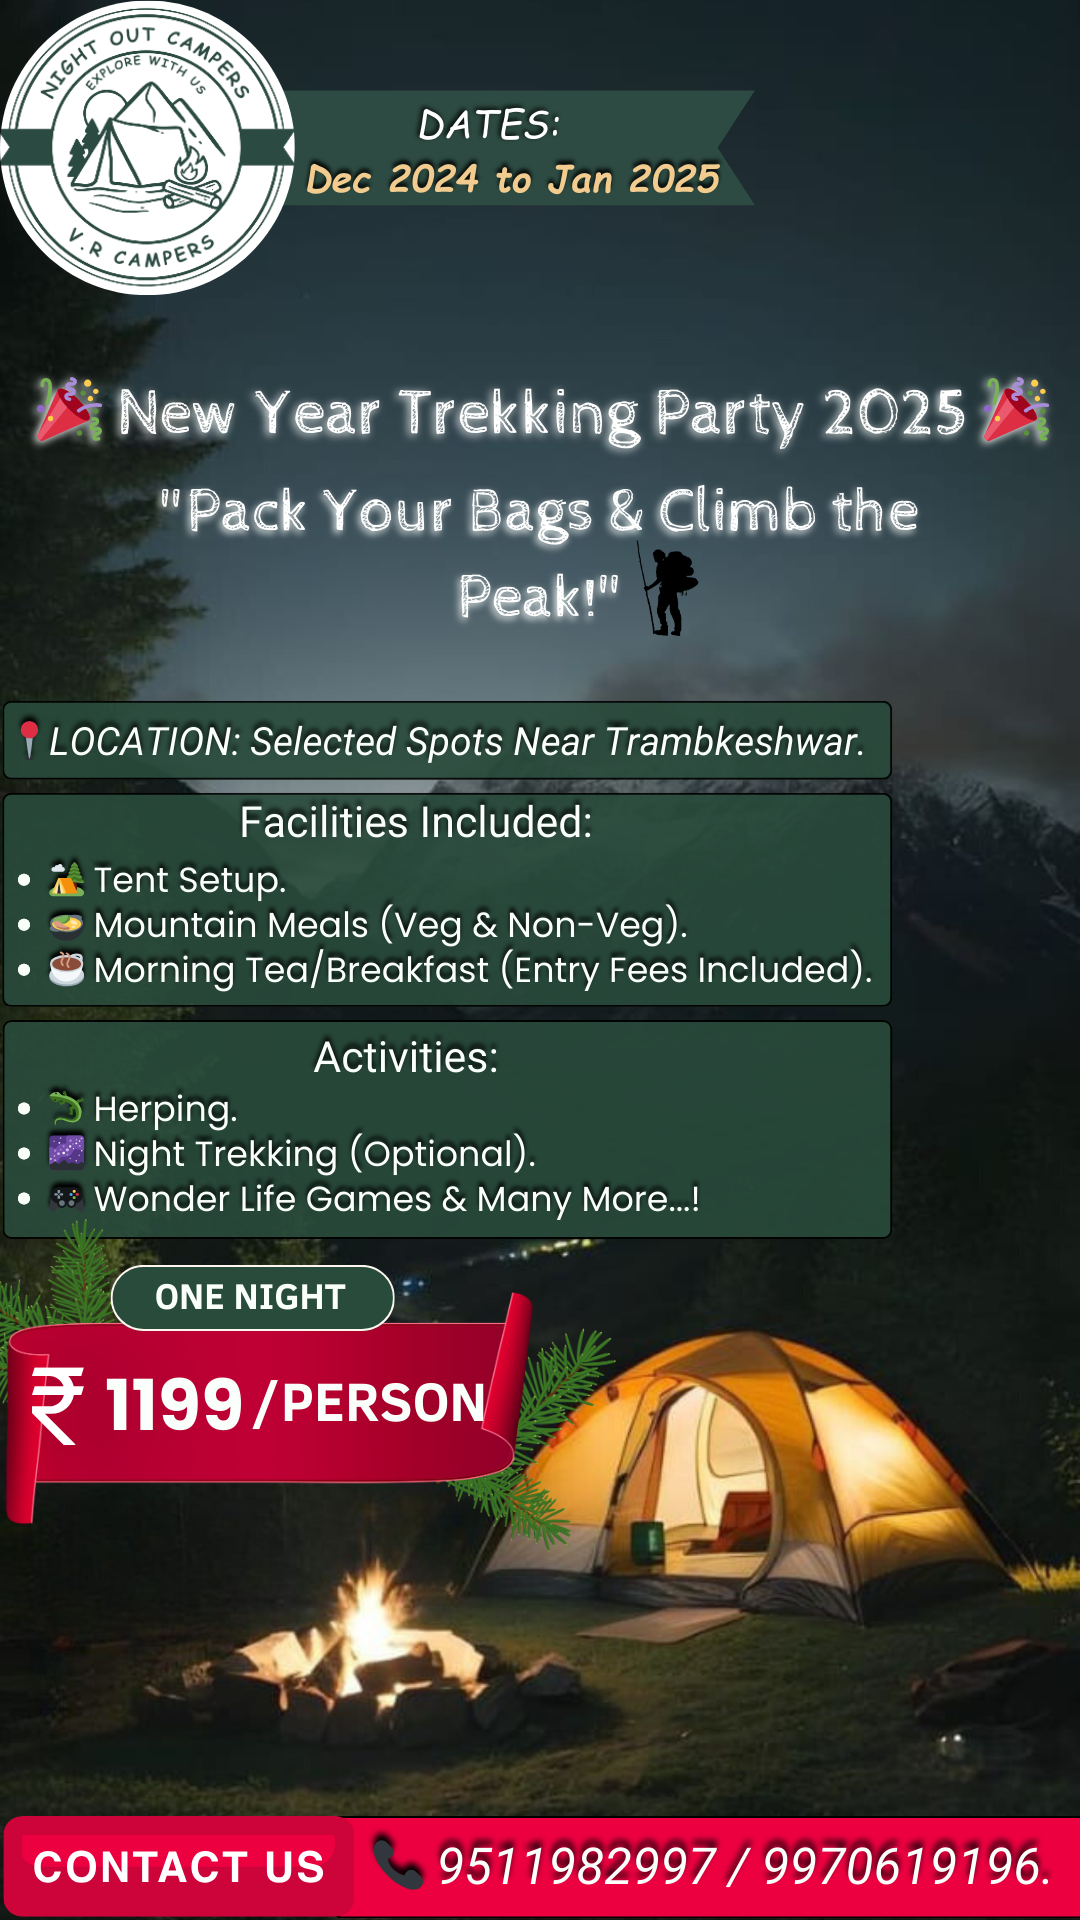 NIGHT OUT CAMPERS
EXPLORE WITH US
V.R CAMPERS
DATES:
Dec 2024 to Jan 2025
🎉 New Year Trekking Party 2025 🎉
"Pack Your Bags & Climb the
Peak!"
📍LOCATION: Selected Spots Near Trambkeshwar.
Facilities Included:
• 🏕️ Tent Setup.
• 🍲 Mountain Meals (Veg & Non-Veg).
• ☕ Morning Tea/Breakfast (Entry Fees Included).
Activities:
• 🦎 Herping.
• 🌌 Night Trekking (Optional).
• 🎮 Wonder Life Games & Many More...!
ONE NIGHT
₹ 1199 /PERSON
CONTACT US 📞 9511982997 / 9970619196.